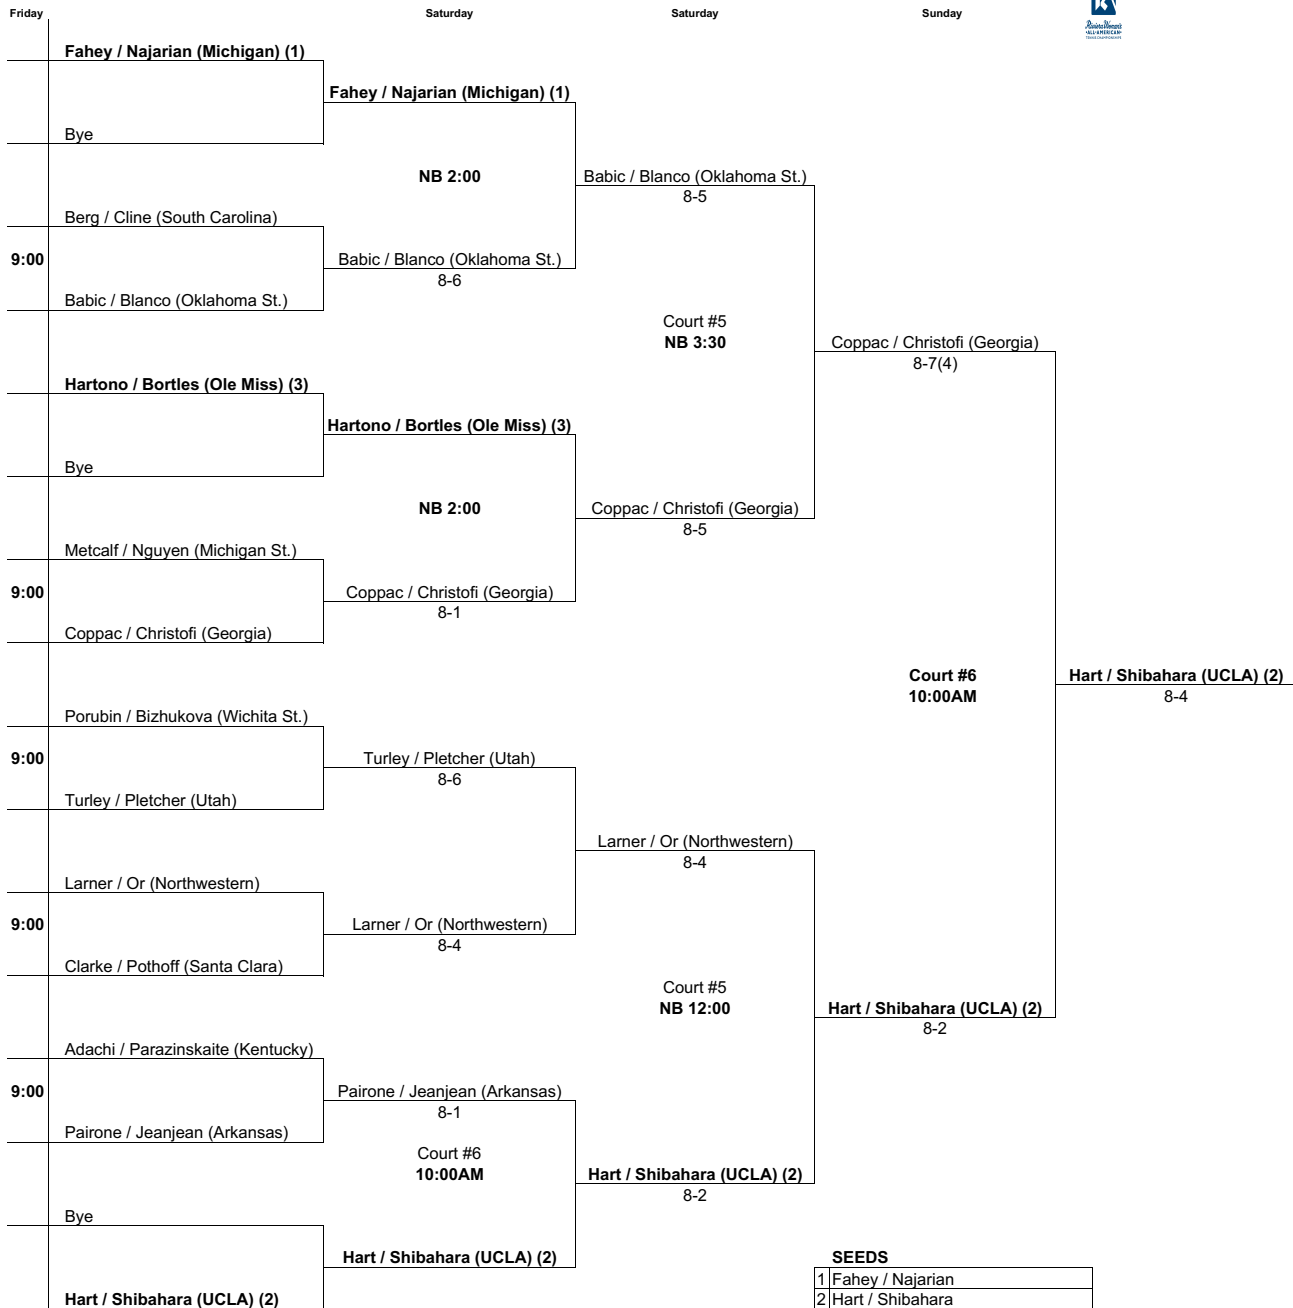 Friday Saturday Saturday Sunday
Riviera Women's
ALL-AMERICAN
Fahey / Najarian (Michigan) (1)
Fahey / Najarian (Michigan) (1)
Bye
NB 2:00 Babic / Blanco (Oklahoma St.)
8-5
Berg / Cline (South Carolina)
9:00 Babic / Blanco (Oklahoma St.)
8-6
Babic / Blanco (Oklahoma St.)
Court #5
NB 3:30 Coppac / Christofi (Georgia)
8-7(4)
Hartono / Bortles (Ole Miss) (3)
Hartono / Bortles (Ole Miss) (3)
Bye
NB 2:00 Coppac / Christofi (Georgia)
8-5
Metcalf / Nguyen (Michigan St.)
9:00 Coppac / Christofi (Georgia)
8-1
Coppac / Christofi (Georgia)
Court #6 Hart / Shibahara (UCLA) (2)
10:00AM 8-4
Porubin / Bizhukova (Wichita St.)
9:00 Turley / Pletcher (Utah)
8-6
Turley / Pletcher (Utah)
Larner / Or (Northwestern)
8-4
Larner / Or (Northwestern)
9:00 Larner / Or (Northwestern)
8-4
Clarke / Pothoff (Santa Clara)
Court #5
NB 12:00 Hart / Shibahara (UCLA) (2)
8-2
Adachi / Parazinskaite (Kentucky)
9:00 Pairone / Jeanjean (Arkansas)
8-1
Pairone / Jeanjean (Arkansas)
Court #6
10:00AM Hart / Shibahara (UCLA) (2)
8-2
Bye
Hart / Shibahara (UCLA) (2) SEEDS
1 Fahey / Najarian
Hart / Shibahara (UCLA) (2) 2 Hart / Shibahara